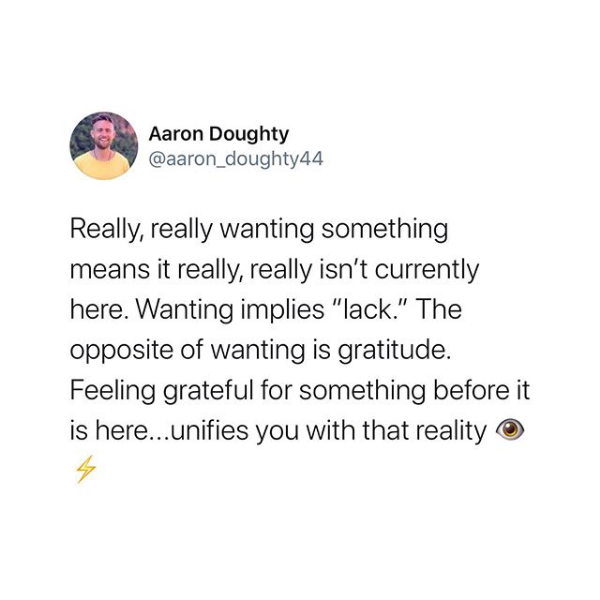 Aaron Doughty
@aaron_doughty44
Really, really wanting something
means it really, really isn’t currently
here. Wanting implies “lack.” The
opposite of wanting is gratitude.
Feeling grateful for something before it
is here...unifies you with that reality 👁️
⚡